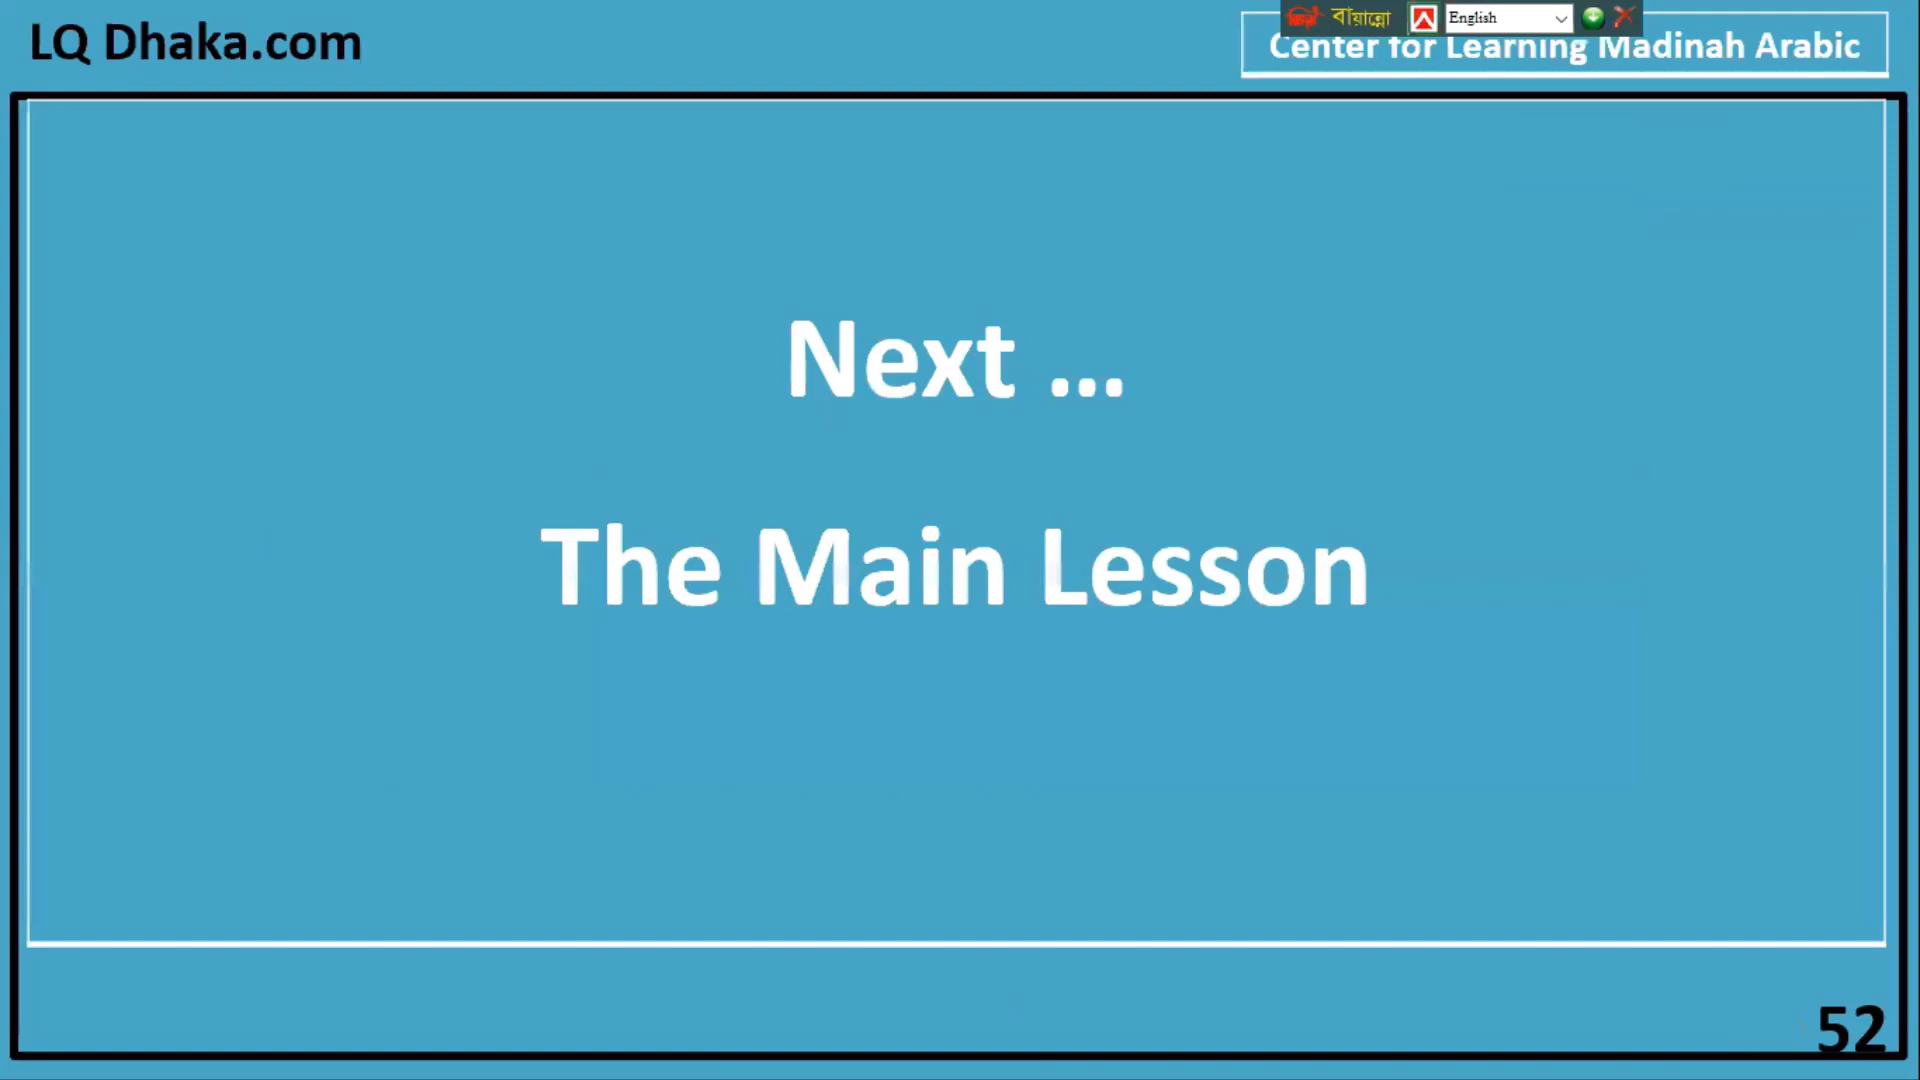 LQ Dhaka.com
বায়ান্নো English
Center for Learning Madinah Arabic
Next ...
The Main Lesson
52